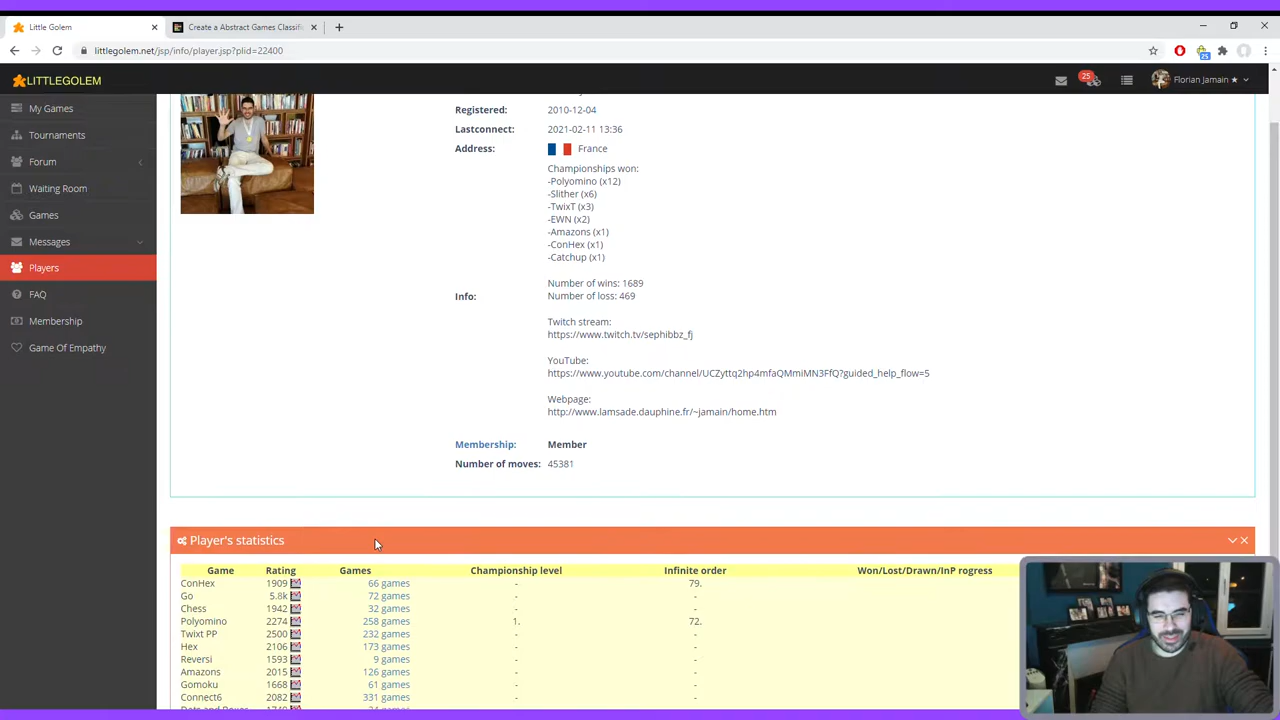 Little Golem
Create a Abstract Games Classifie
littlegolem.net/jsp/info/player.jsp?plid=22400
25
LITTLEGOLEM
25
Florian Jamain ★
My Games
Tournaments
Forum
Waiting Room
Games
Messages
Players
FAQ
Membership
Game Of Empathy
Registered: 2010-12-04
Lastconnect: 2021-02-11 13:36
Address: France
Championships won:
-Polyomino (x12)
-Slither (x6)
-TwixT (x3)
-EWN (x2)
-Amazons (x1)
-ConHex (x1)
-Catchup (x1)
Number of wins: 1689
Number of loss: 469
Info:
Twitch stream:
https://www.twitch.tv/sephibbz_fj
YouTube:
https://www.youtube.com/channel/UCZyttq2hp4mfaQMmiMN3FfQ?guided_help_flow=5
Webpage:
http://www.lamsade.dauphine.fr/~jamain/home.htm
Membership: Member
Number of moves: 45381
Player's statistics
Game Rating Games Championship level Infinite order Won/Lost/Drawn/InP rogress
ConHex 1909 66 games - 79.
Go 5.8k 72 games - -
Chess 1942 32 games - -
Polyomino 2274 258 games 1. 72.
Twixt PP 2500 232 games - -
Hex 2106 173 games - -
Reversi 1593 9 games - -
Amazons 2015 126 games - -
Gomoku 1668 61 games - -
Connect6 2082 331 games - -